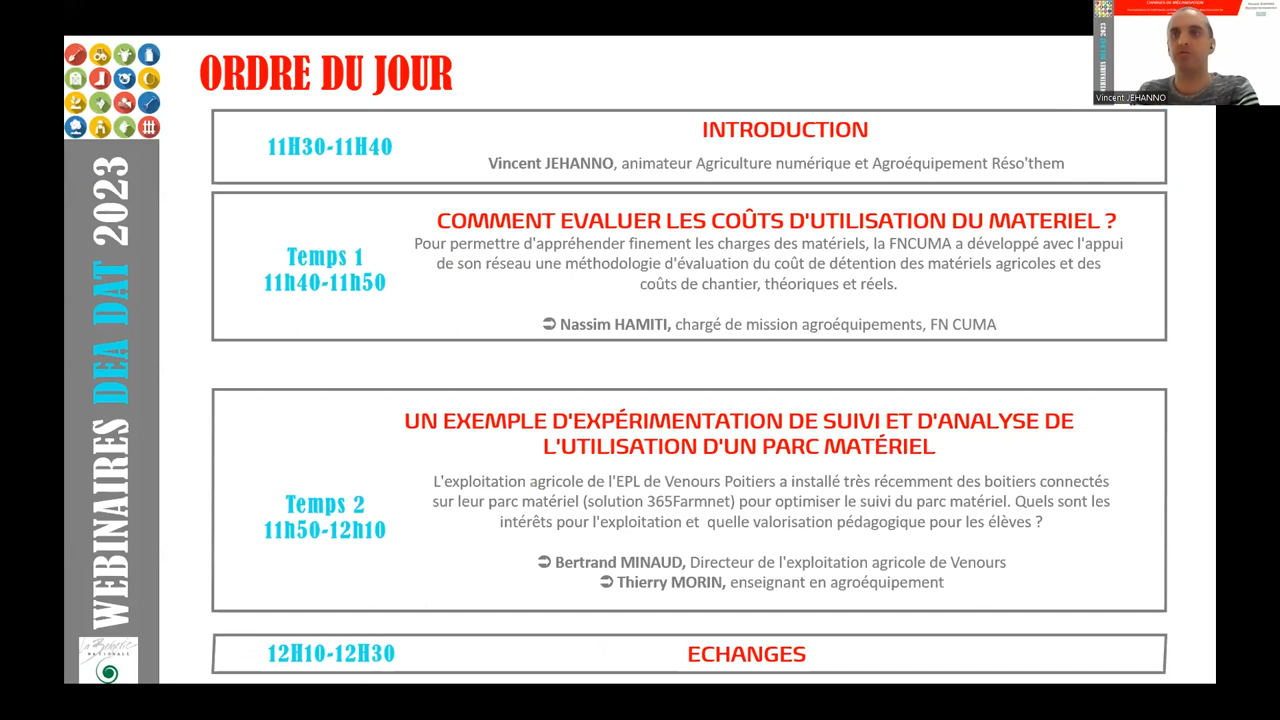 ORDRE DU JOUR
11H30-11H40
INTRODUCTION
Vincent JEHANNO, animateur Agriculture numérique et Agroéquipement Réso'them
Temps 1
11h40-11h50
COMMENT EVALUER LES COÛTS D'UTILISATION DU MATERIEL ?
Pour permettre d'appréhender finement les charges des matériels, la FNCUMA a développé avec l'appui
de son réseau une méthodologie d'évaluation du coût de détention des matériels agricoles et des
coûts de chantier, théoriques et réels.
➲ Nassim HAMITI, chargé de mission agroéquipements, FN CUMA
Temps 2
11h50-12h10
UN EXEMPLE D'EXPÉRIMENTATION DE SUIVI ET D'ANALYSE DE
L'UTILISATION D'UN PARC MATÉRIEL
L'exploitation agricole de l'EPL de Venours Poitiers a installé très récemment des boitiers connectés
sur leur parc matériel (solution 365Farmnet) pour optimiser le suivi du parc matériel. Quels sont les
intérêts pour l'exploitation et quelle valorisation pédagogique pour les élèves ?
➲ Bertrand MINAUD, Directeur de l'exploitation agricole de Venours
➲ Thierry MORIN, enseignant en agroéquipement
12H10-12H30
ECHANGES
WEBINAIRES DEA DAT 2023
La Bergerie
NATIONALE
Vincent JEHANNO